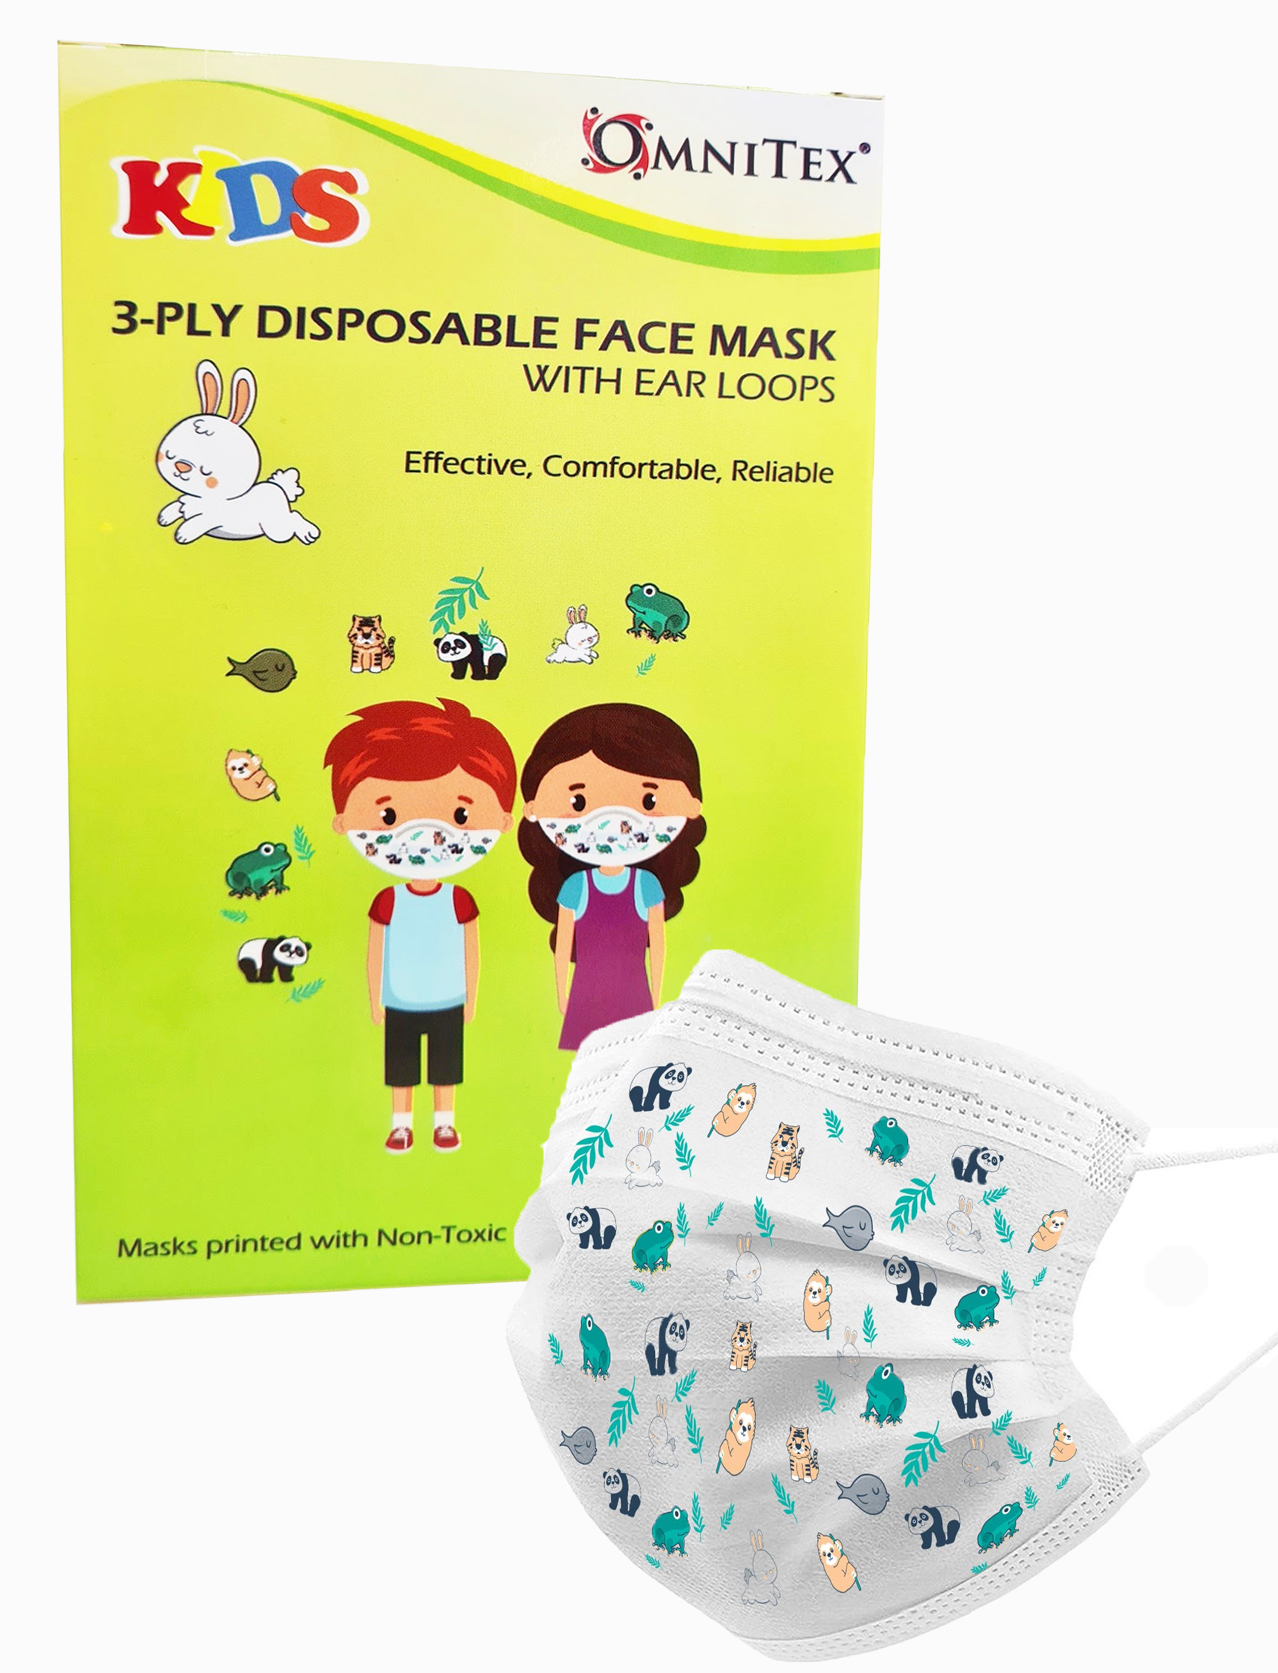 OMNITEX®
KIDS
3-PLY DISPOSABLE FACE MASK
WITH EAR LOOPS
Effective, Comfortable, Reliable
Masks printed with Non-Toxic